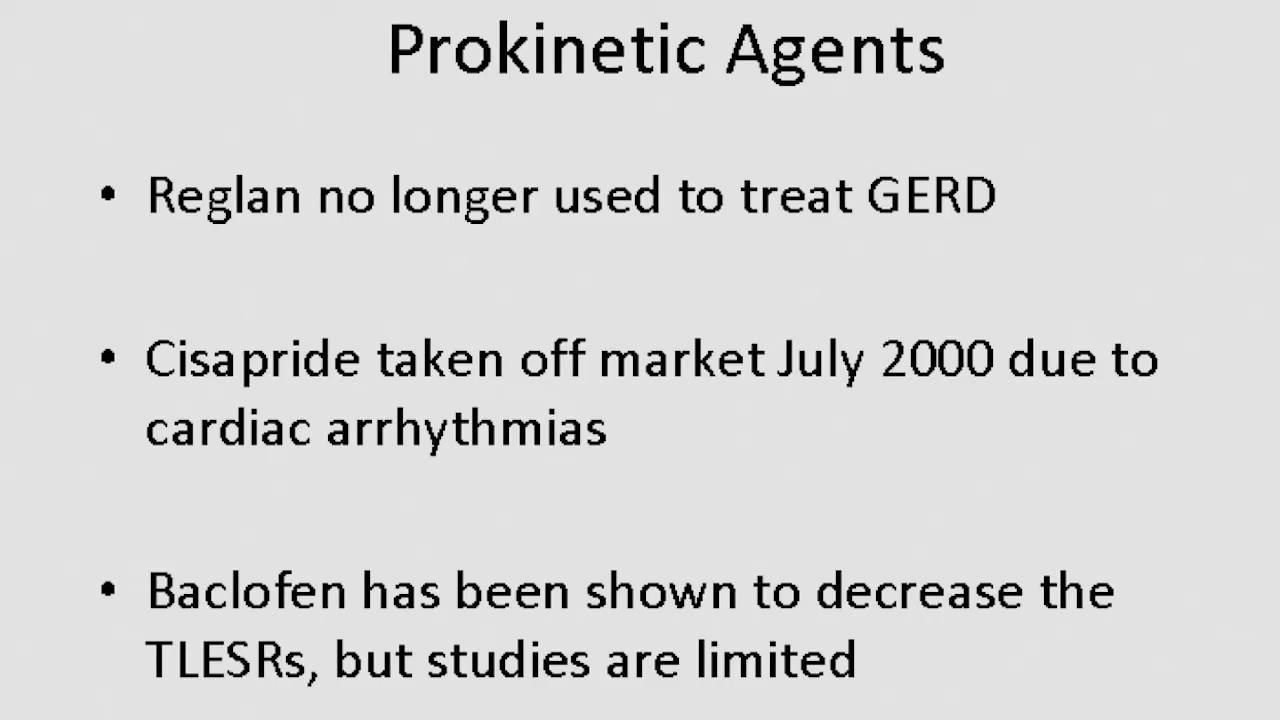 Prokinetic Agents
• Reglan no longer used to treat GERD
• Cisapride taken off market July 2000 due to
cardiac arrhythmias
• Baclofen has been shown to decrease the
TLESRs, but studies are limited